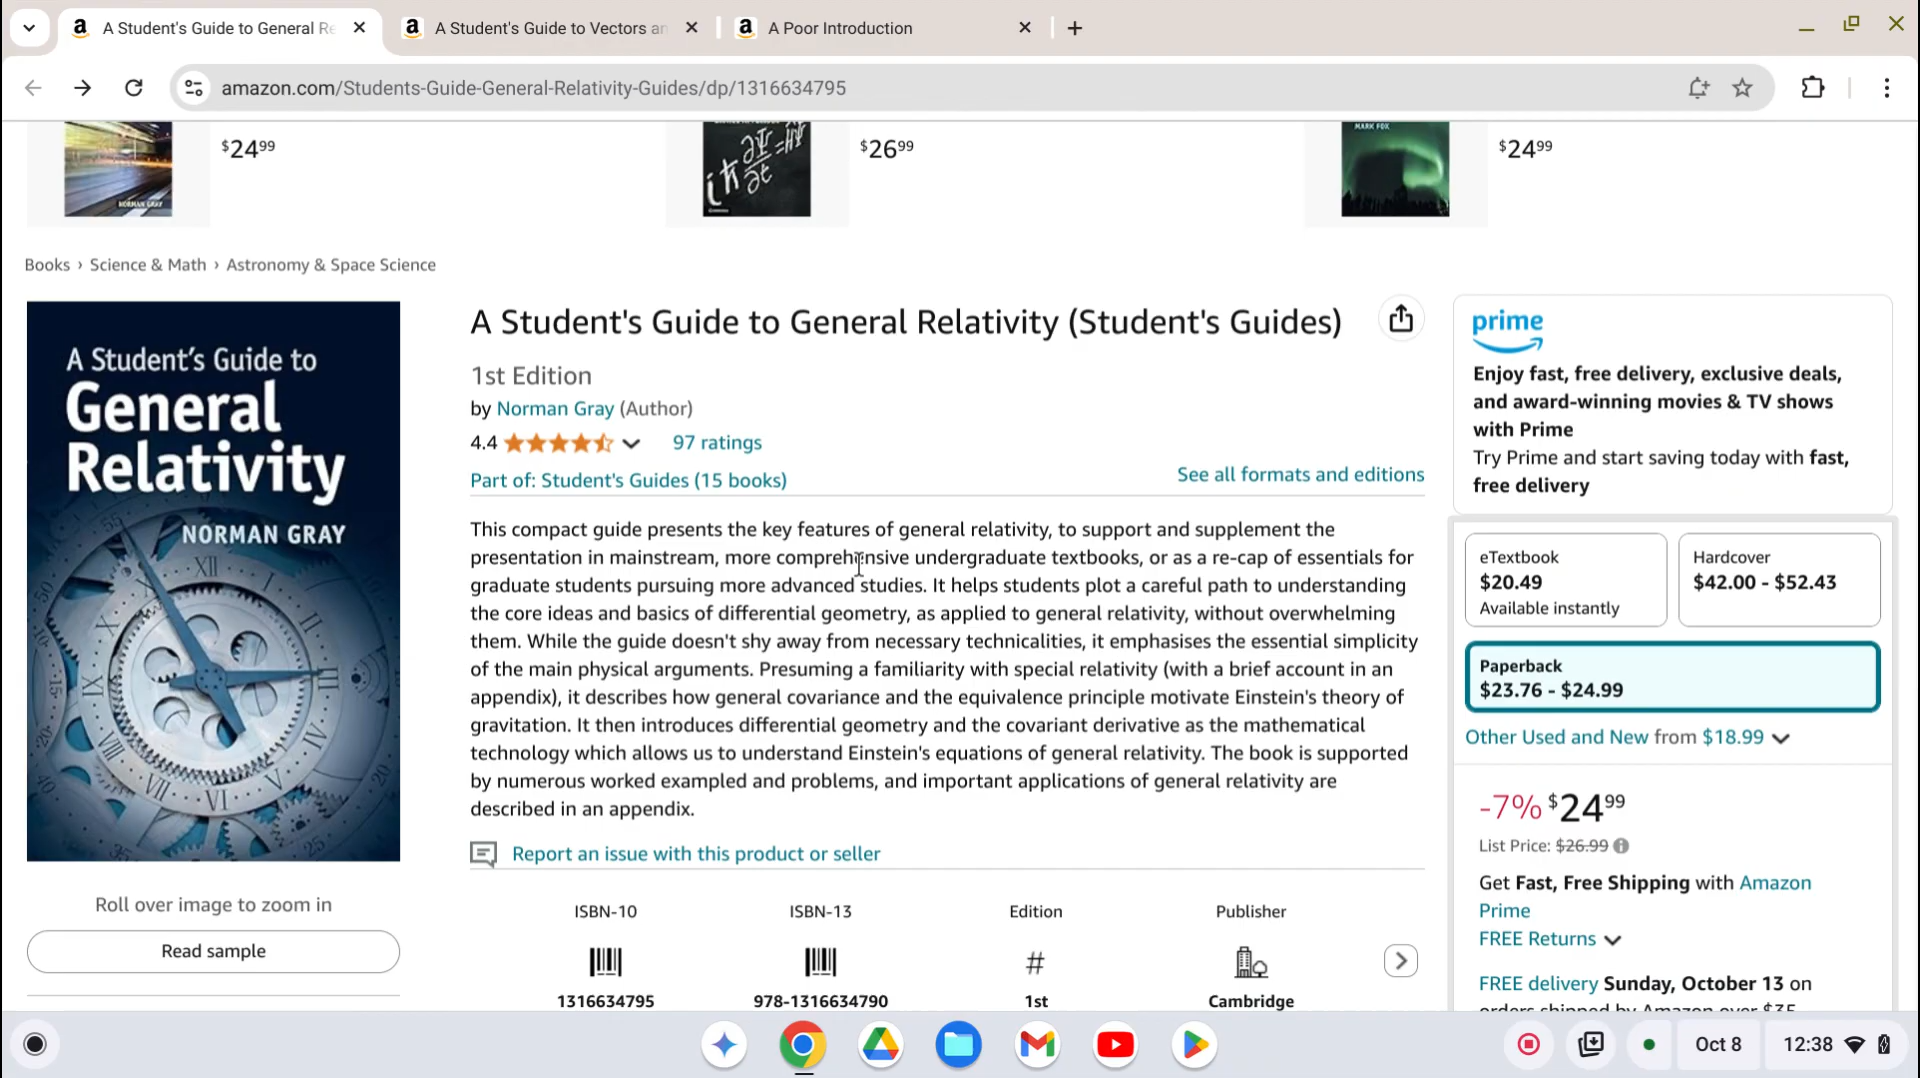 A Student's Guide to General Re
A Student's Guide to Vectors an
A Poor Introduction
amazon.com/Students-Guide-General-Relativity-Guides/dp/1316634795
NORMAN GRAY
$24 99
$26 99
MARK FOX
$24 99
Books › Science & Math › Astronomy & Space Science
A Student's Guide to
General
Relativity
NORMAN GRAY
Roll over image to zoom in
Read sample
A Student's Guide to General Relativity (Student's Guides)
1st Edition
by Norman Gray (Author)
4.4
97 ratings
Part of: Student's Guides (15 books)
See all formats and editions
This compact guide presents the key features of general relativity, to support and supplement the
presentation in mainstream, more comprehensive undergraduate textbooks, or as a re-cap of essentials for
graduate students pursuing more advanced studies. It helps students plot a careful path to understanding
the core ideas and basics of differential geometry, as applied to general relativity, without overwhelming
them. While the guide doesn't shy away from necessary technicalities, it emphasises the essential simplicity
of the main physical arguments. Presuming a familiarity with special relativity (with a brief account in an
appendix), it describes how general covariance and the equivalence principle motivate Einstein's theory of
gravitation. It then introduces differential geometry and the covariant derivative as the mathematical
technology which allows us to understand Einstein's equations of general relativity. The book is supported
by numerous worked exampled and problems, and important applications of general relativity are
described in an appendix.
Report an issue with this product or seller
ISBN-10
1316634795
ISBN-13
978-1316634790
Edition
#
1st
Publisher
Cambridge
prime
Enjoy fast, free delivery, exclusive deals,
and award-winning movies & TV shows
with Prime
Try Prime and start saving today with fast,
free delivery
eTextbook
$20.49
Available instantly
Hardcover
$42.00 - $52.43
Paperback
$23.76 - $24.99
Other Used and New from $18.99
-7% $24 99
List Price: $26.99
Get Fast, Free Shipping with Amazon
Prime
FREE Returns
FREE delivery Sunday, October 13 on
orders shipped by Amazon over $35
Oct 8
12:38